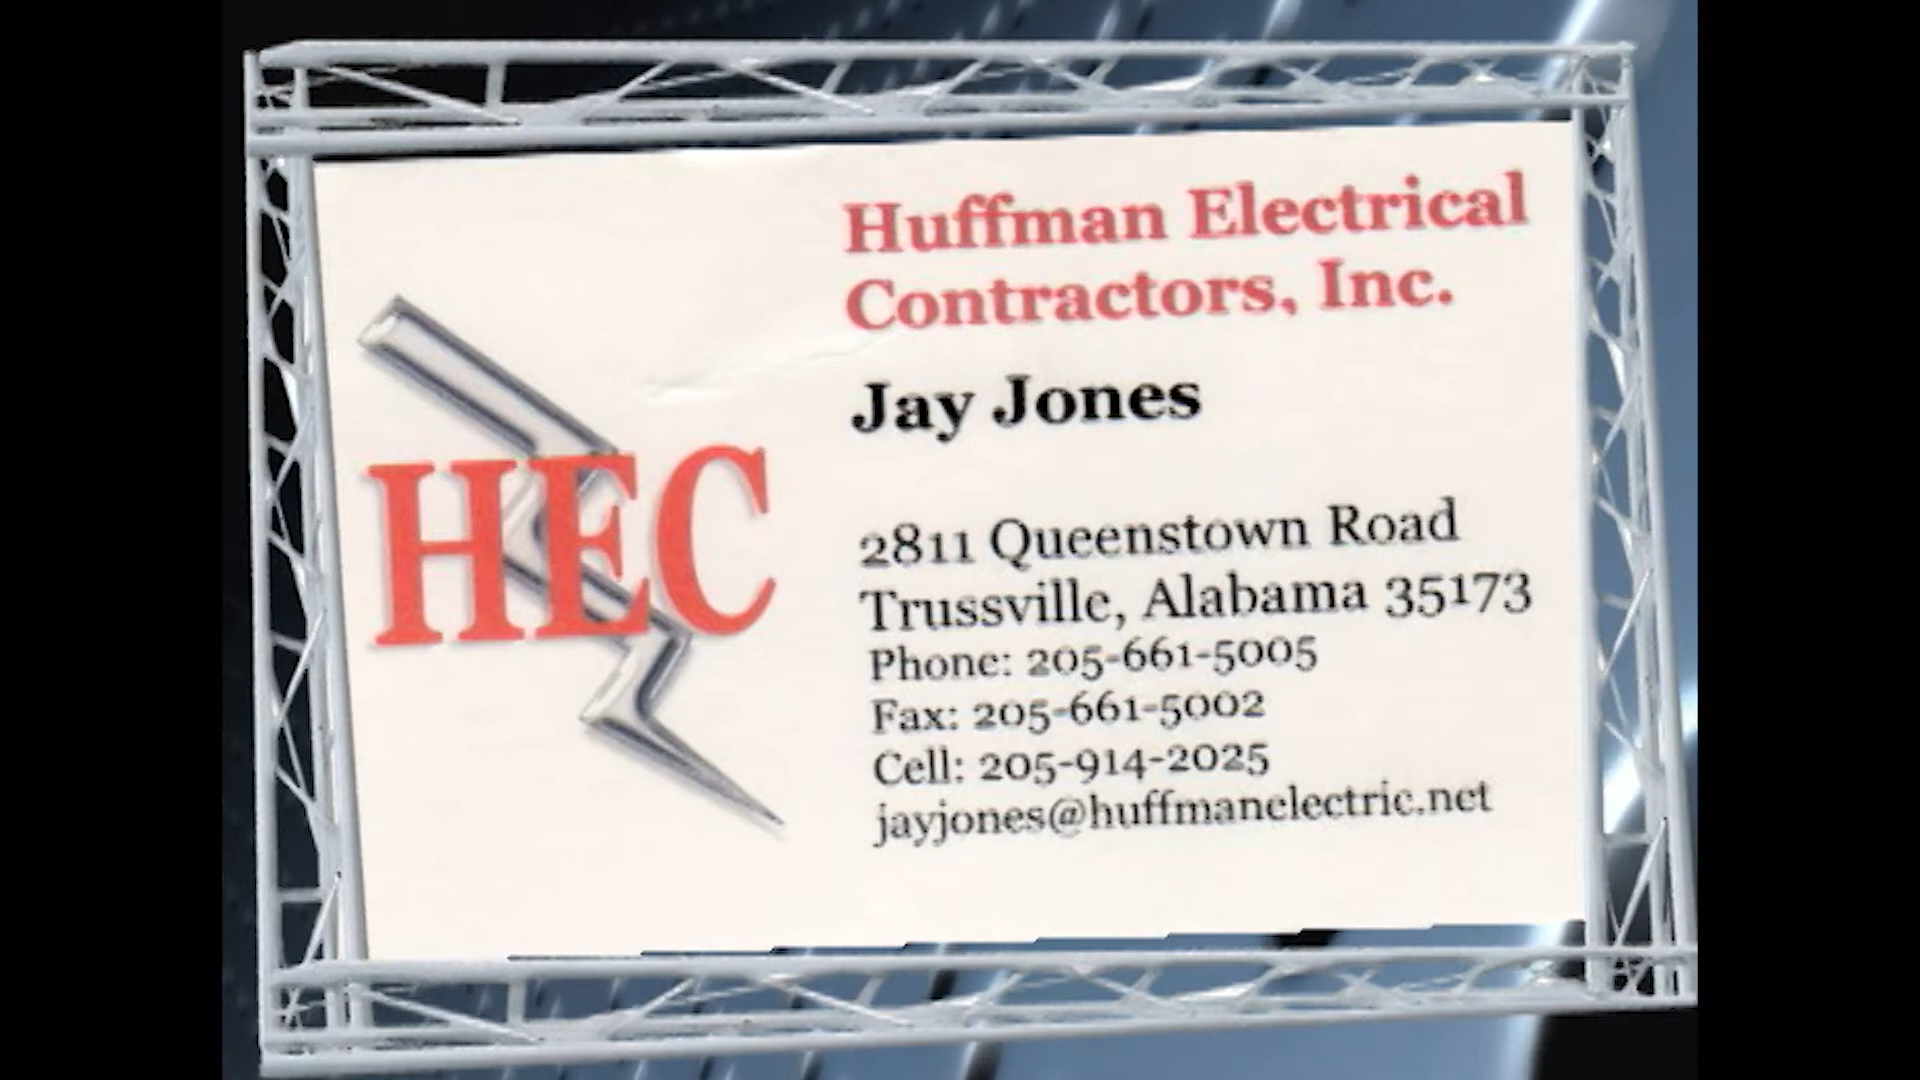 Huffman Electrical
Contractors, Inc.
Jay Jones
HEC
2811 Queenstown Road
Trussville, Alabama 35173
Phone: 205-661-5005
Fax: 205-661-5002
Cell: 205-914-2025
jayjones@huffmanelectric.net